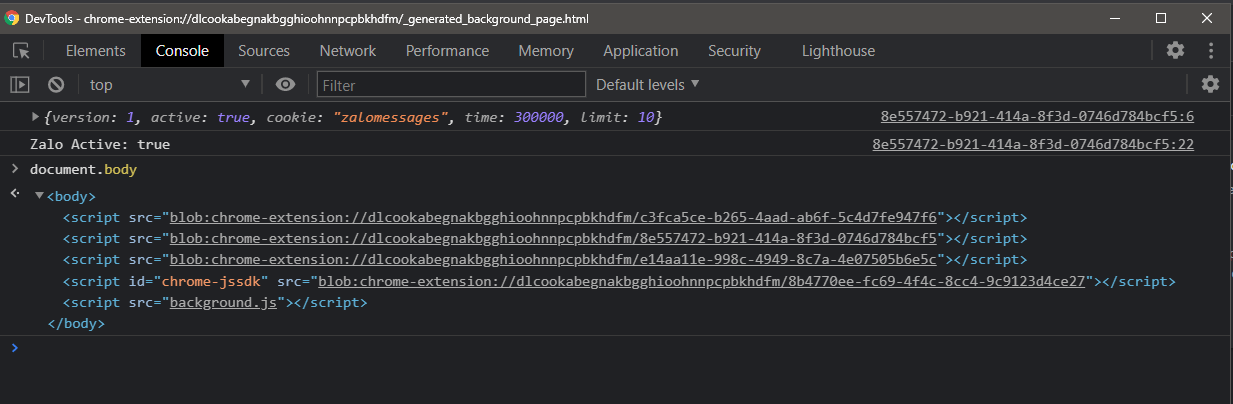 DevTools - chrome-extension://dlcookabegnakbgghioohnnpcpbkhdfm/_generated_background_page.html
Elements Console Sources Network Performance Memory Application Security Lighthouse
top Filter Default levels
{version: 1, active: true, cookie: "zalomessages", time: 300000, limit: 10} 8e557472-b921-414a-8f3d-0746d784bcf5:6
Zalo Active: true 8e557472-b921-414a-8f3d-0746d784bcf5:22
document.body
<body>
<script src="blob:chrome-extension://dlcookabegnakbgghioohnnpcpbkhdfm/c3fca5ce-b265-4aad-ab6f-5c4d7fe947f6"></script>
<script src="blob:chrome-extension://dlcookabegnakbgghioohnnpcpbkhdfm/8e557472-b921-414a-8f3d-0746d784bcf5"></script>
<script src="blob:chrome-extension://dlcookabegnakbgghioohnnpcpbkhdfm/e14aa11e-998c-4949-8c7a-4e07505b6e5c"></script>
<script id="chrome-jssdk" src="blob:chrome-extension://dlcookabegnakbgghioohnnpcpbkhdfm/8b4770ee-fc69-4f4c-8cc4-9c9123d4ce27"></script>
<script src="background.js"></script>
</body>